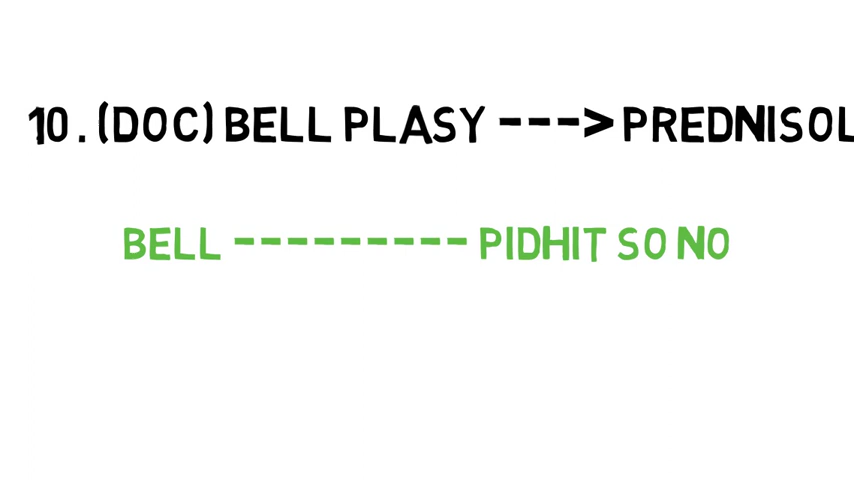 10. (DOC) BELL PLASY ---> PREDNISOL
BELL --------- PIDHIT SO NO